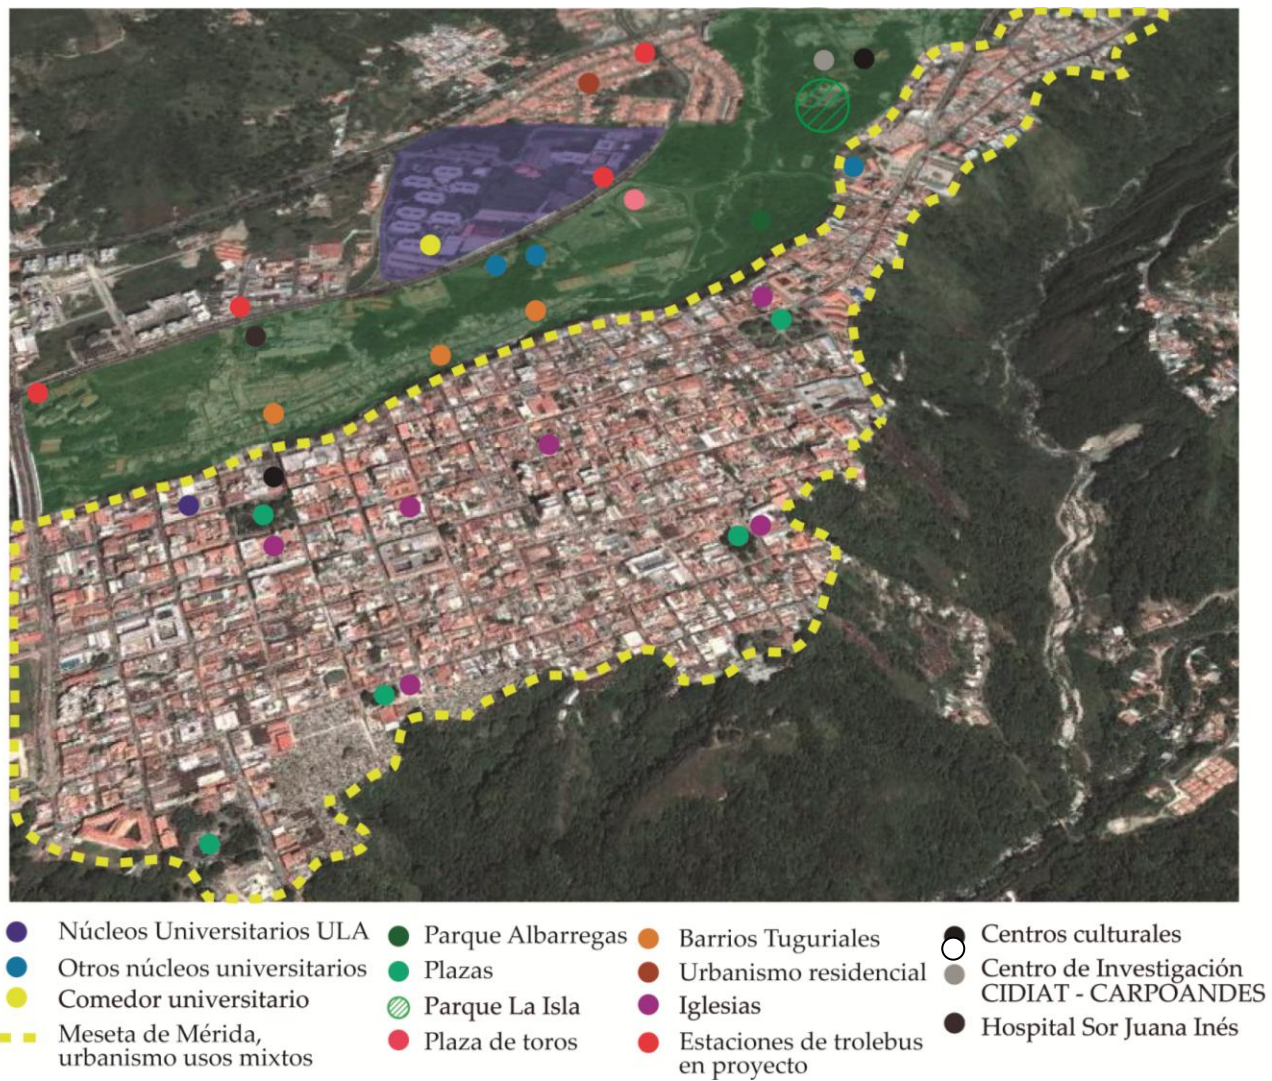 Núcleos Universitarios ULA
Otros núcleos universitarios
Comedor universitario
Meseta de Mérida,
urbanismo usos mixtos
Parque Albarregas
Plazas
Parque La Isla
Plaza de toros
Barrios Tuguriales
Urbanismo residencial
Iglesias
Estaciones de trolebus
en proyecto
Centros culturales
Centro de Investigación
CIDIAT - CARPOANDES
Hospital Sor Juana Inés